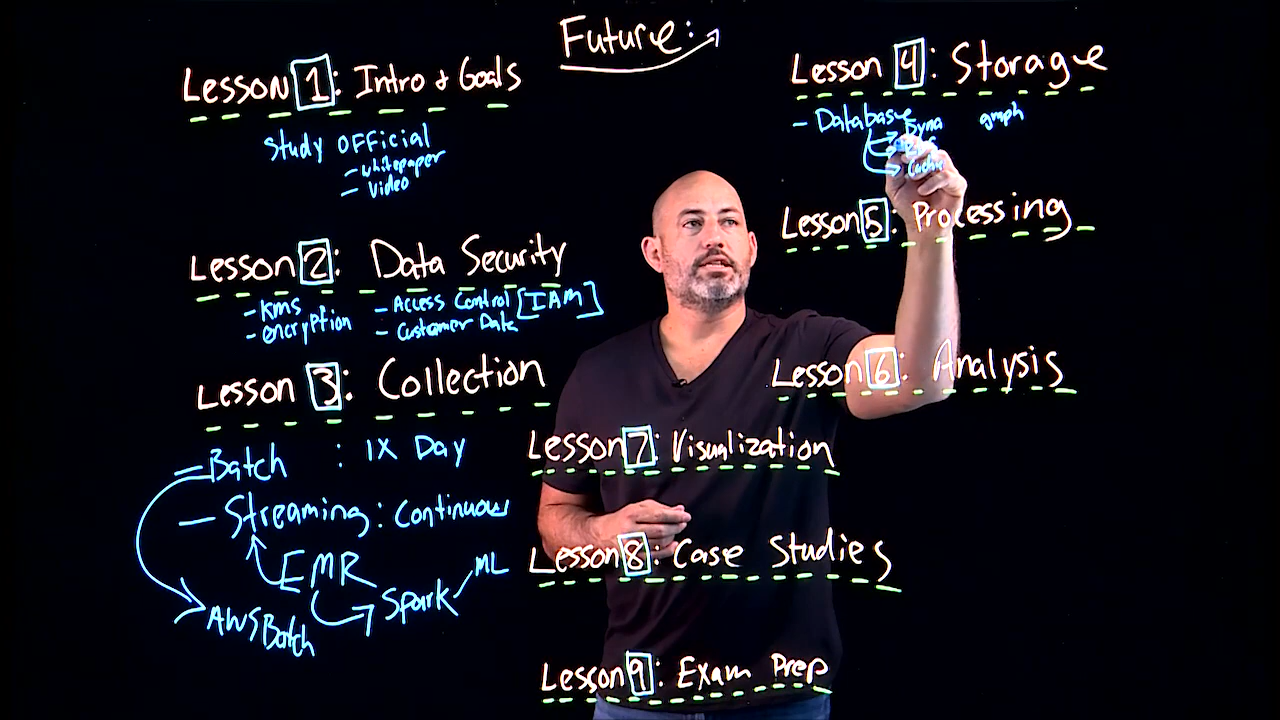 Future:
Lesson 1: Intro & Goals
Study Official
- whitepaper
- Video
Lesson 2: Data Security
- KMS
- encryption
- Access Control [IAM]
- Customer Data
Lesson 3: Collection
- Batch : 1X Day
- Streaming: Continuous
EMR
Spark
ML
AWS Batch
Lesson 4: Storage
- Database
Dyna
graph
Lesson 5: Processing
Lesson 6: Analysis
Lesson 7: Visualization
Lesson 8: Case Studies
Lesson 9: Exam Prep